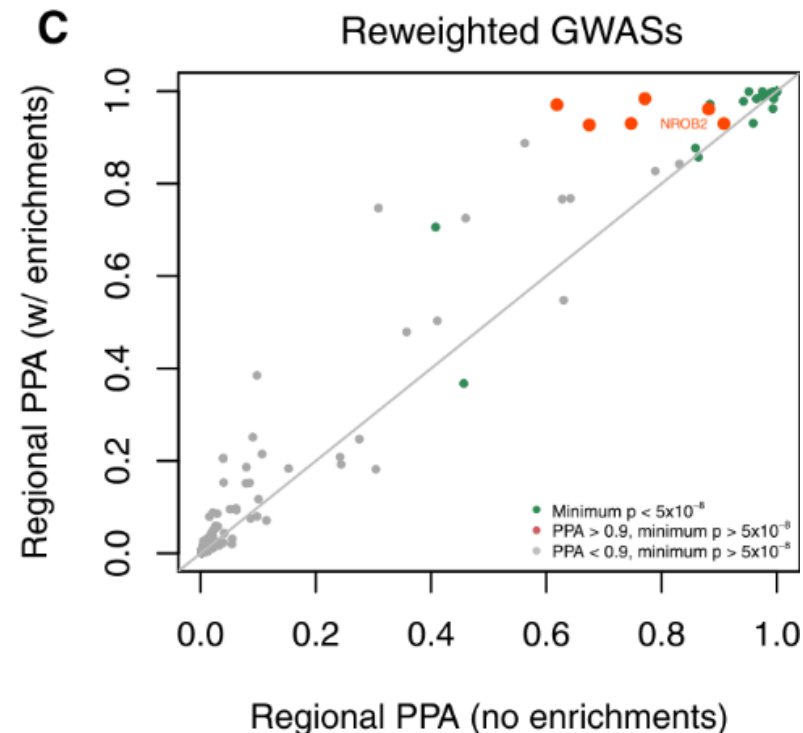 C
Reweighted GWASs
Regional PPA (w/ enrichments)
1.0
0.8
0.6
0.4
0.2
0.0
NROB2
Minimum p < 5x10⁻⁸
PPA > 0.9, minimum p > 5x10⁻⁸
PPA < 0.9, minimum p > 5x10⁻⁸
0.0 0.2 0.4 0.6 0.8 1.0
Regional PPA (no enrichments)